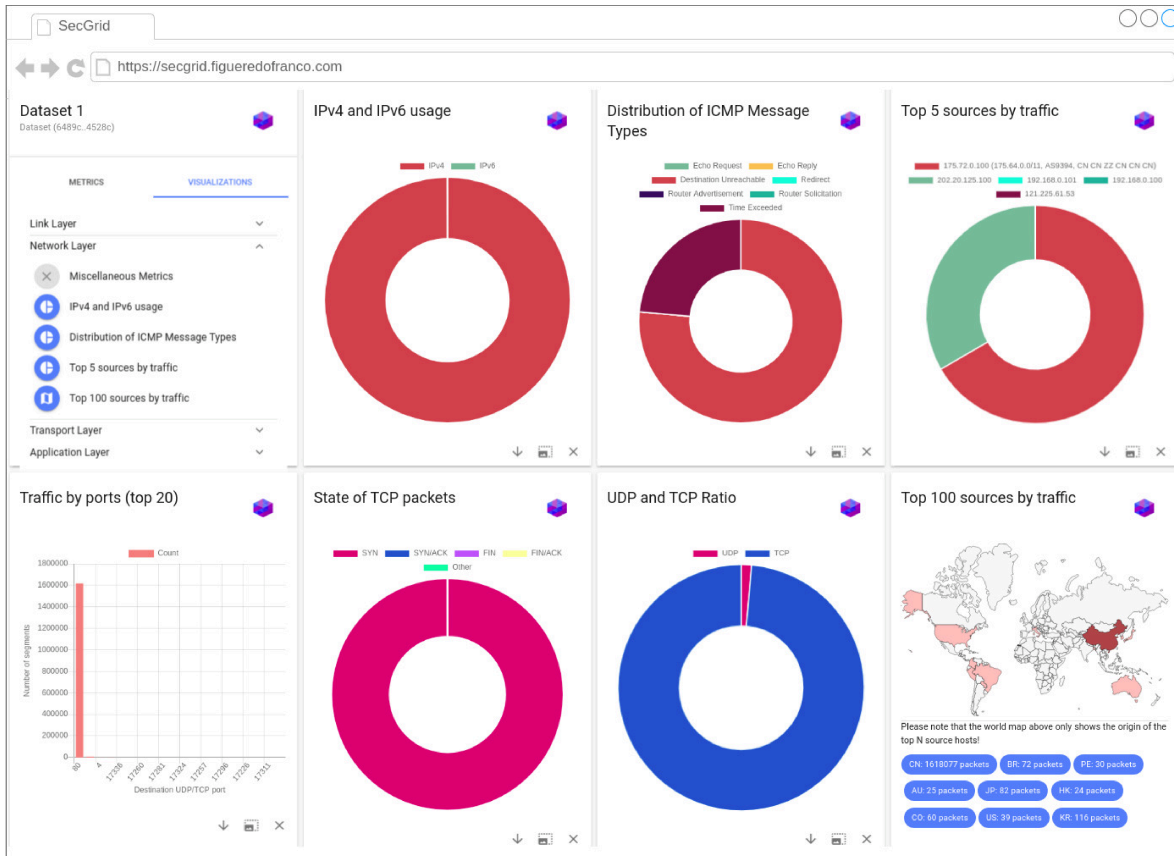 SecGrid
https://secgrid.figueredofranco.com
Dataset 1
Dataset (6489c..4528c)
METRICS VISUALIZATIONS
Link Layer
Network Layer
Miscellaneous Metrics
IPv4 and IPv6 usage
Distribution of ICMP Message Types
Top 5 sources by traffic
Top 100 sources by traffic
Transport Layer
Application Layer
IPv4 and IPv6 usage
IPv4 IPv6
Distribution of ICMP Message
Types
Echo Request Echo Reply
Destination Unreachable Redirect
Router Advertisement Router Solicitation
Time Exceeded
Top 5 sources by traffic
175.72.0.100 (175.64.0.0/11, AS9394, CN CN ZZ CN CN CN)
202.20.125.100 192.168.0.101 192.168.0.100
121.225.61.53
Traffic by ports (top 20)
Count
Number of segments
1800000
1600000
1400000
1200000
1000000
800000
600000
400000
200000
0
80 4 17336 17260 17281 17324 17257 17296 17226 17311
Destination UDP/TCP port
State of TCP packets
SYN SYN/ACK FIN FIN/ACK
Other
UDP and TCP Ratio
UDP TCP
Top 100 sources by traffic
Please note that the world map above only shows the origin of the
top N source hosts!
CN: 1618077 packets BR: 72 packets PE: 30 packets
AU: 25 packets JP: 82 packets HK: 24 packets
CO: 60 packets US: 39 packets KR: 116 packets